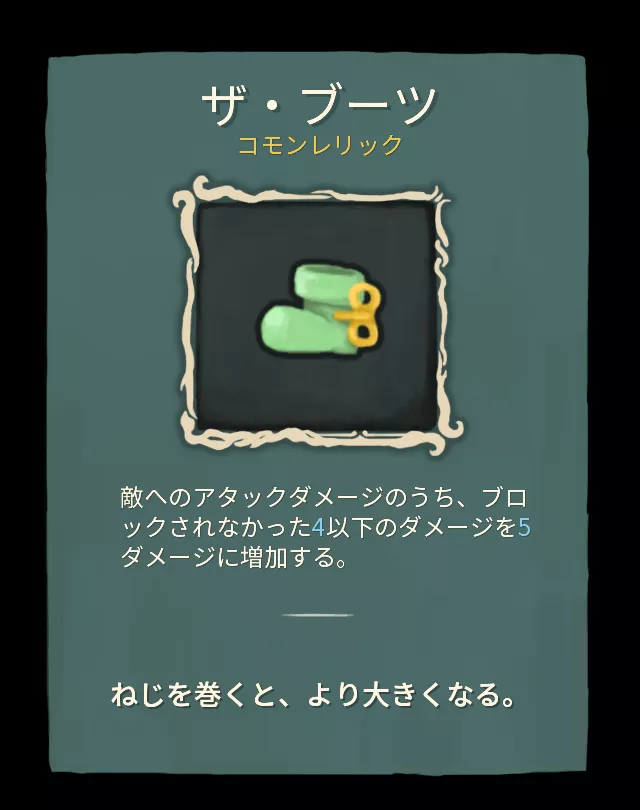 ザ・ブーツ
コモンレリック
敵へのアタックダメージのうち、ブロ
ックされなかった4以下のダメージを5
ダメージに増加する。
ねじを巻くと、より大きくなる。